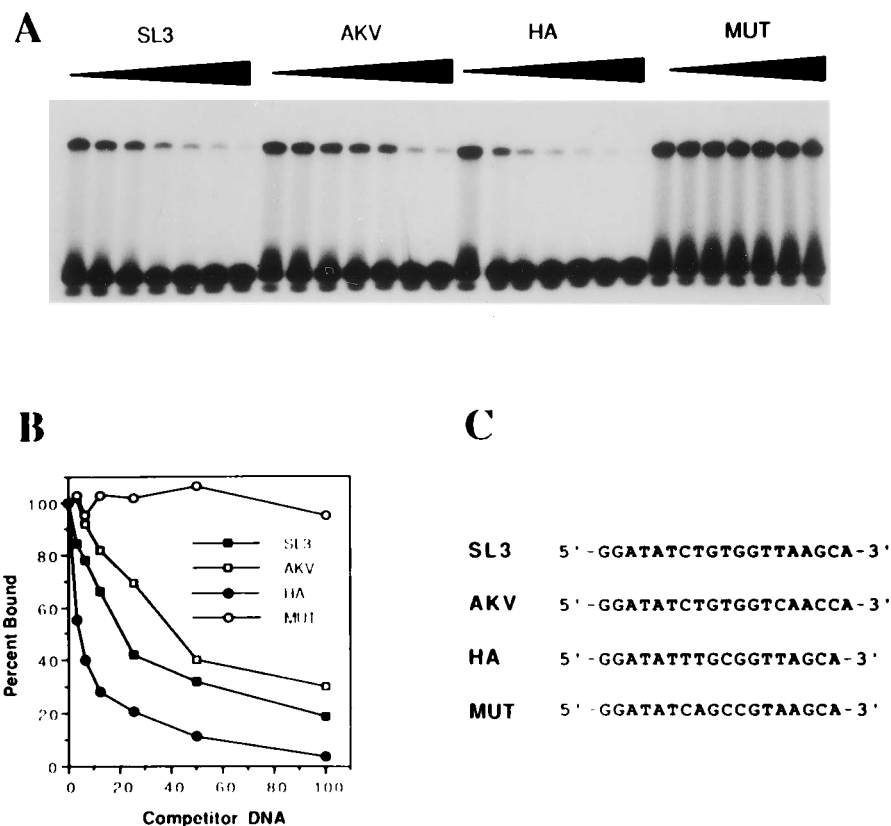 A
SL3 AKV HA MUT
B
100
80
60
40
20
0
Percent Bound
SL3
AKV
HA
MUT
0 20 40 60 80 100
Competitor DNA
C
SL3 5'-GGATATCTGTGGTTAAGCA-3'
AKV 5'-GGATATCTGTGGTCAACCA-3'
HA 5'-GGATATTTGCGGTTAGCA-3'
MUT 5'-GGATATCAGCCGTAAGCA-3'